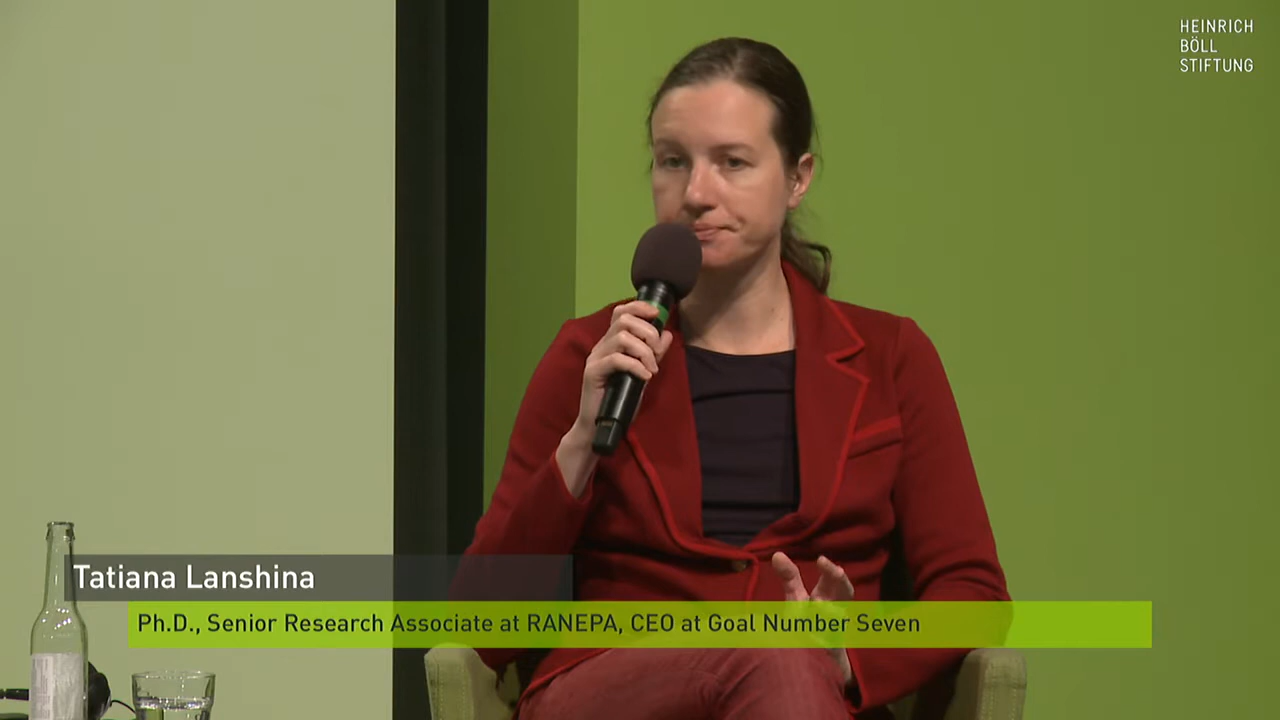 HEINRICH
BÖLL
STIFTUNG
Tatiana Lanshina
Ph.D., Senior Research Associate at RANEPA, CEO at Goal Number Seven